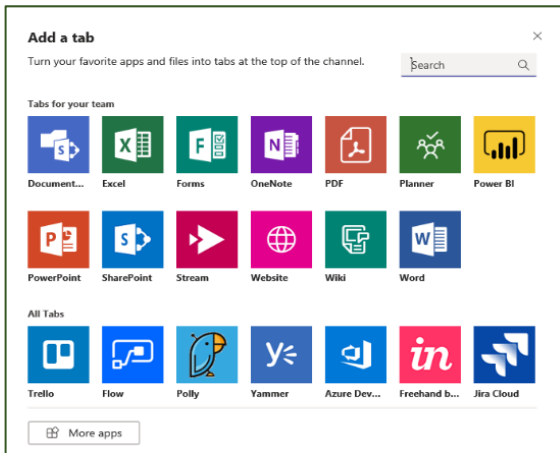 Add a tab
Turn your favorite apps and files into tabs at the top of the channel.
Search
Tabs for your team
Document... Excel Forms OneNote PDF Planner Power BI
PowerPoint SharePoint Stream Website Wiki Word
All Tabs
Trello Flow Polly Yammer Azure Dev... Freehand b... Jira Cloud
More apps